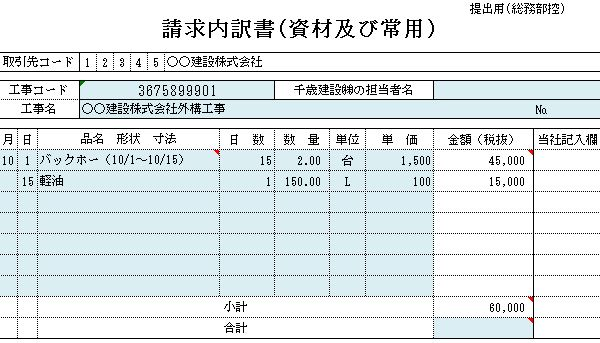 提出用(総務部控)
請求内訳書(資材及び常用)
取引先コード 1 2 3 4 5 〇〇建設株式会社
工事コード 3675899901 千歳建設㈱の担当者名
工事名 〇〇建設株式会社外構工事 No.
月 日 品名 形状 寸法 日 数 数 量 単位 単 価 金額(税抜) 当社記入欄
10 1 バックホー(10/1～10/15) 15 2.00 台 1,500 45,000
15 軽油 1 150.00 L 100 15,000
小計 60,000
合計